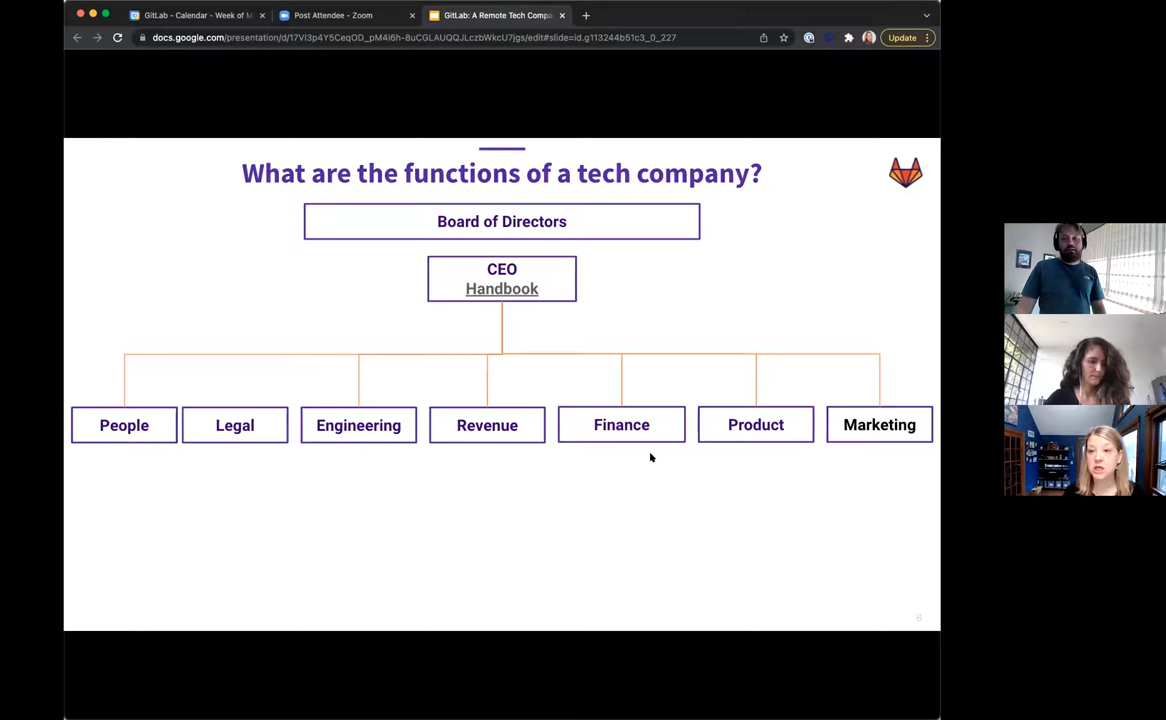 GitLab - Calendar - Week of M
Post Attendee - Zoom
GitLab: A Remote Tech Compa
docs.google.com/presentation/d/17Vl3p4Y5CeqOD_pM4i6h-8uCGLAUQQJLczbWkcU7jgs/edit#slide=id.g113244b51c3_0_227
Update
What are the functions of a tech company?
Board of Directors
CEO
Handbook
People
Legal
Engineering
Revenue
Finance
Product
Marketing
8